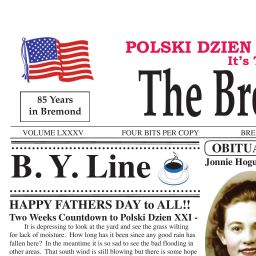 POLSKI DZIEN
It's
The
85 Years
in Bremond
VOLUME LXXXV
FOUR BITS PER COPY
B. Y. Line
Jonnie
HAPPY FATHERS DAY to ALL!!
Two Weeks Countdown to Polski Dzien XXI -
It is depressing to look at the yard and see the grass wilting
for lack of moisture. How long has it been since any good rain has
fallen here? In the meantime it is so sad to see the bad flooding in
other areas. That south wind is still blowing but there is some hope